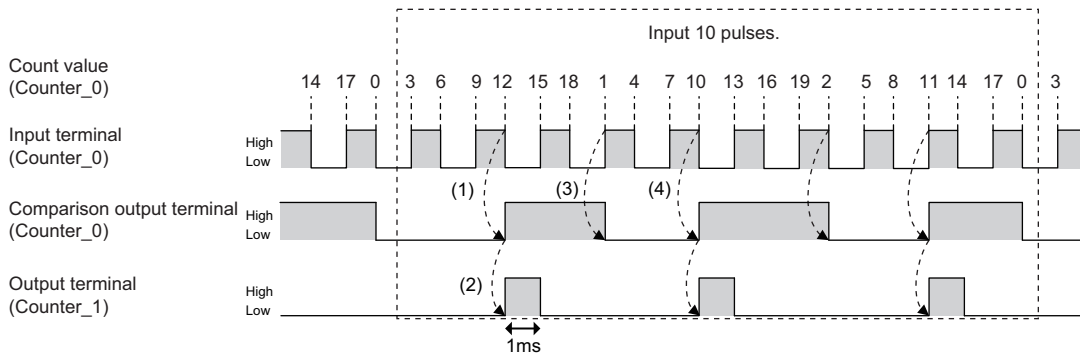 Input 10 pulses.
Count value
(Counter_0)
14 17 0 3 6 9 12 15 18 1 4 7 10 13 16 19 2 5 8 11 14 17 0 3
Input terminal
(Counter_0)
High
Low
(1) (3) (4)
Comparison output terminal
(Counter_0)
High
Low
(2)
Output terminal
(Counter_1)
High
Low
1ms